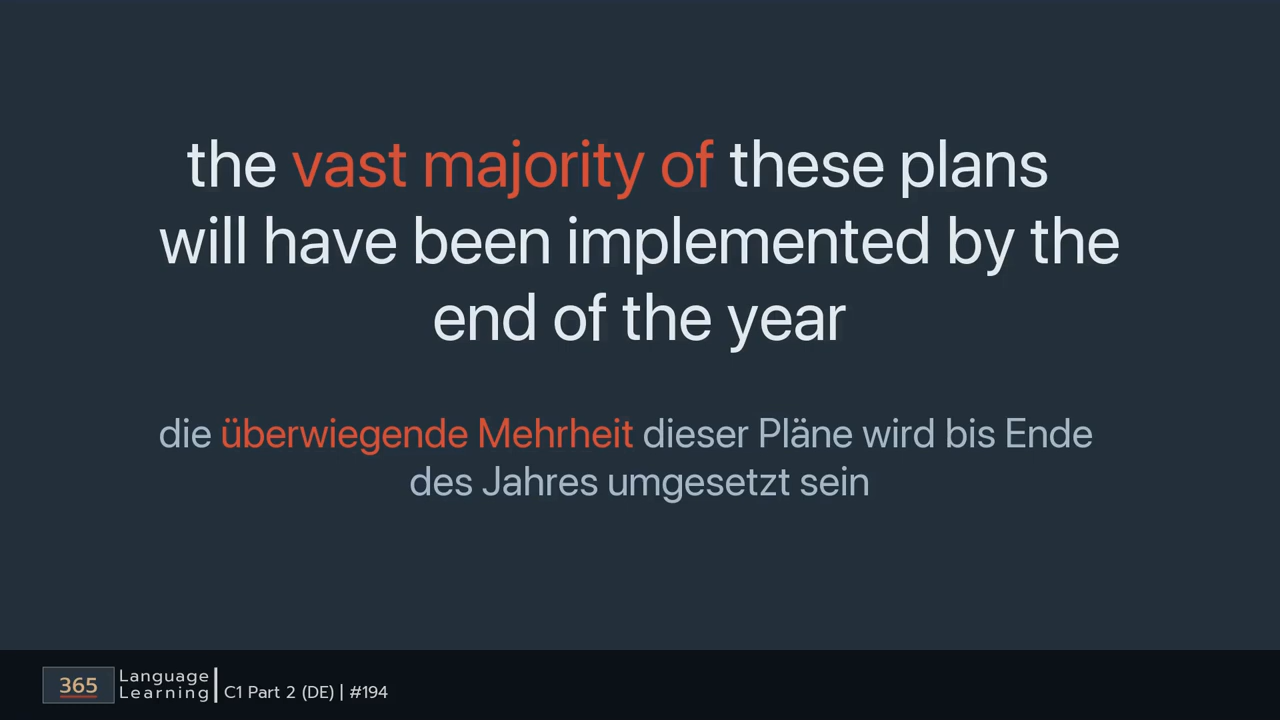 the vast majority of these plans
will have been implemented by the
end of the year
die überwiegende Mehrheit dieser Pläne wird bis Ende
des Jahres umgesetzt sein
365
Language
Learning
C1 Part 2 (DE) | #194